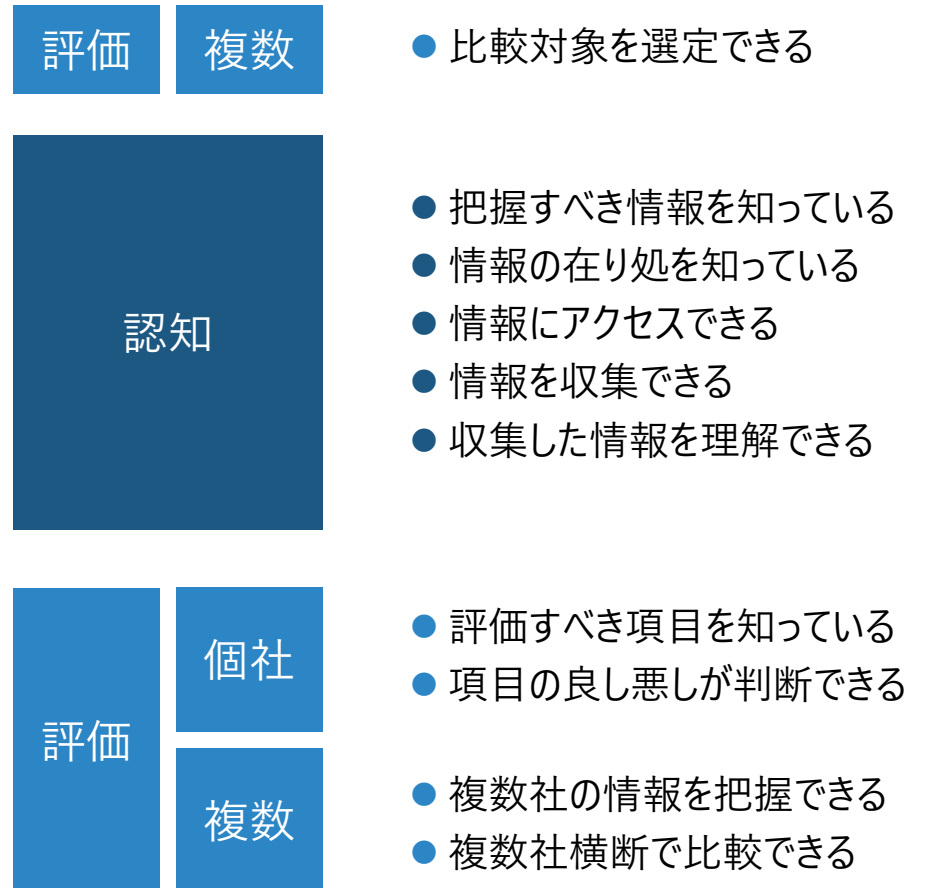 評価 複数 ● 比較対象を選定できる
認知
● 把握すべき情報を知っている
● 情報の在り処を知っている
● 情報にアクセスできる
● 情報を収集できる
● 収集した情報を理解できる
評価
個社
● 評価すべき項目を知っている
● 項目の良し悪しが判断できる
複数
● 複数社の情報を把握できる
● 複数社横断で比較できる